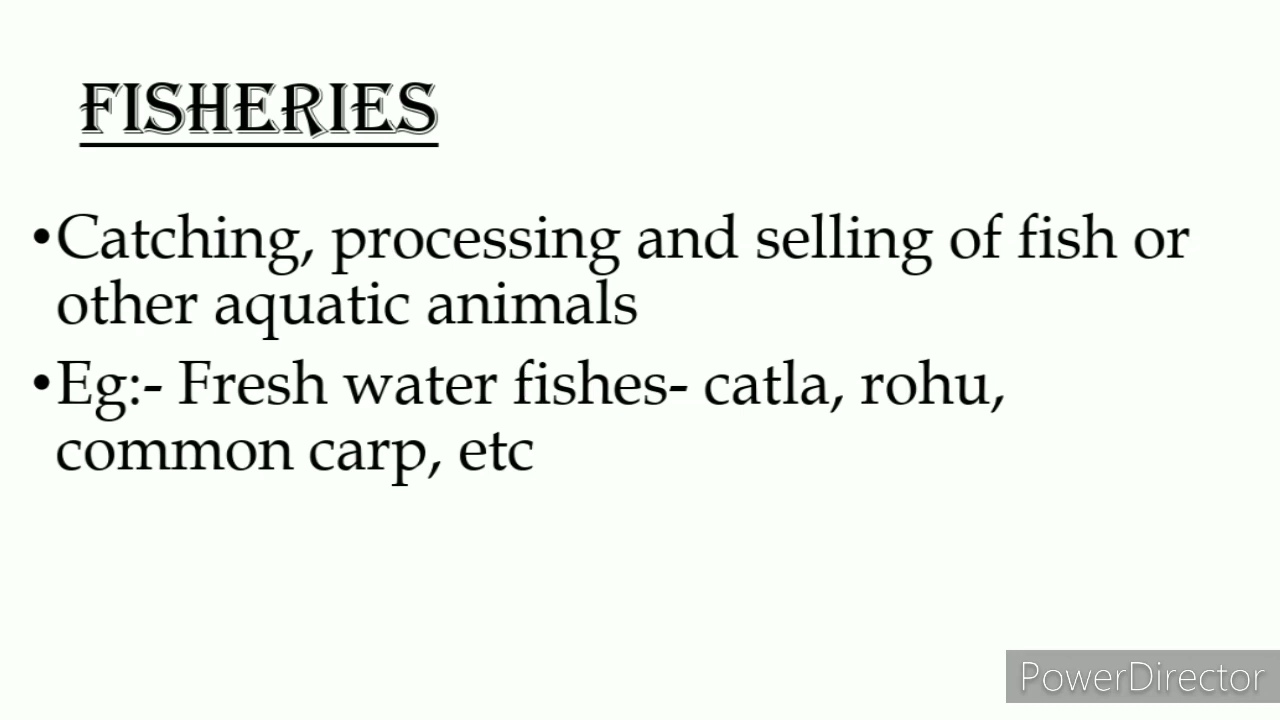 FISHERIES
•Catching, processing and selling of fish or
other aquatic animals
•Eg:- Fresh water fishes- catla, rohu,
common carp, etc
PowerDirector